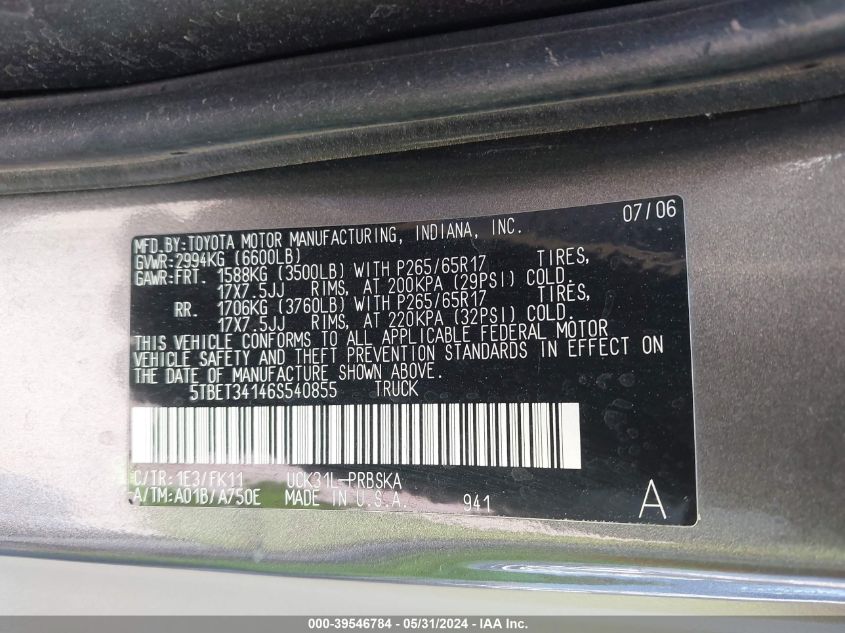 07/06
MFD.BY:TOYOTA MOTOR MANUFACTURING, INDIANA, INC.
GVWR:2994KG (6600LB)
GAWR:FRT. 1588KG (3500LB) WITH P265/65R17 TIRES,
17X7.5JJ RIMS, AT 200KPA (29PSI) COLD.
RR. 1706KG (3760LB) WITH P265/65R17 TIRES,
17X7.5JJ RIMS, AT 220KPA (32PSI) COLD.
THIS VEHICLE CONFORMS TO ALL APPLICABLE FEDERAL MOTOR
VEHICLE SAFETY AND THEFT PREVENTION STANDARDS IN EFFECT ON
THE DATE OF MANUFACTURE SHOWN ABOVE.
5TBET34146S540855 TRUCK
C/TR:1E3/FK11 UCK31L-PRBSKA
A/TM:A01B/A750E MADE IN U.S.A. 941 A
000-39546784 - 05/31/2024 - IAA Inc.